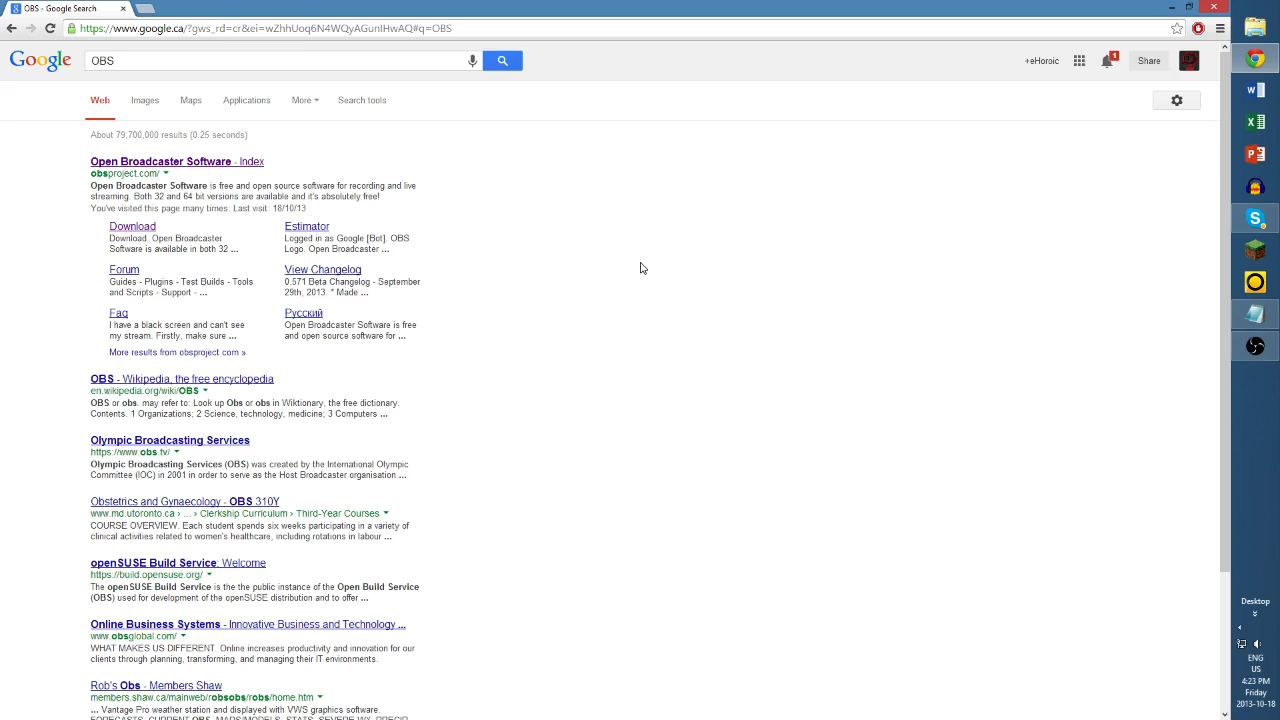 OBS - Google Search
https://www.google.ca/?gws_rd=cr&ei=wZhhUoq6N4WQyAGunIHwAQ#q=OBS
Google
OBS
+eHoroic
1
Share
Web
Images
Maps
Applications
More
Search tools
About 79,700,000 results (0.25 seconds)
Open Broadcaster Software - Index
obsproject.com/
Open Broadcaster Software is free and open source software for recording and live
streaming. Both 32 and 64 bit versions are available and it's absolutely free!
You've visited this page many times. Last visit: 18/10/13
Download
Download. Open Broadcaster
Software is available in both 32 ...
Estimator
Logged in as Google [Bot]. OBS
Logo. Open Broadcaster ...
Forum
Guides - Plugins - Test Builds - Tools
and Scripts - Support - ...
View Changelog
0.571 Beta Changelog - September
29th, 2013. * Made ...
Faq
I have a black screen and can't see
my stream. Firstly, make sure ...
Русский
Open Broadcaster Software is free
and open source software for ...
More results from obsproject.com »
OBS - Wikipedia, the free encyclopedia
en.wikipedia.org/wiki/OBS
OBS or obs. may refer to: Look up Obs or obs in Wiktionary, the free dictionary.
Contents. 1 Organizations; 2 Science, technology, medicine; 3 Computers ...
Olympic Broadcasting Services
https://www.obs.tv/
Olympic Broadcasting Services (OBS) was created by the International Olympic
Committee (IOC) in 2001 in order to serve as the Host Broadcaster organisation ...
Obstetrics and Gynaecology - OBS 310Y
www.md.utoronto.ca › ... › Clerkship Curriculum › Third-Year Courses
COURSE OVERVIEW. Each student spends six weeks participating in a variety of
clinical activities related to women's healthcare, including rotations in labour ...
openSUSE Build Service: Welcome
https://build.opensuse.org/
The openSUSE Build Service is the the public instance of the Open Build Service
(OBS) used for development of the openSUSE distribution and to offer ...
Online Business Systems - Innovative Business and Technology ...
www.obsglobal.com/
WHAT MAKES US DIFFERENT. Online increases productivity and innovation for our
clients through planning, transforming, and managing their IT environments.
Rob's Obs - Members Shaw
members.shaw.ca/mainweb/robsobs/robs/home.htm
... Vantage Pro weather station and displayed with VWS graphics software.
FORECASTS, CURRENT OBS, MAPS/MODELS, STATS, SEVERE WX, PRECIP,
Desktop
ENG
US
4:23 PM
Friday
2013-10-18